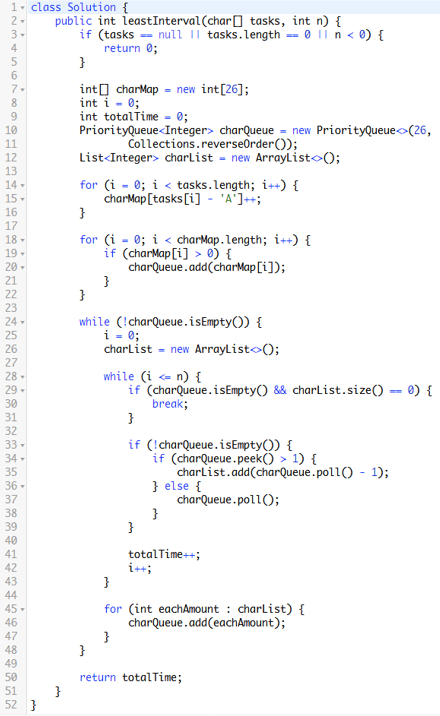 1 class Solution {
2 public int leastInterval(char[] tasks, int n) {
3 if (tasks == null || tasks.length == 0 || n < 0) {
4 return 0;
5 }
6
7 int[] charMap = new int[26];
8 int i = 0;
9 int totalTime = 0;
10 PriorityQueue<Integer> charQueue = new PriorityQueue<>(26,
11 Collections.reverseOrder());
12 List<Integer> charList = new ArrayList<>();
13
14 for (i = 0; i < tasks.length; i++) {
15 charMap[tasks[i] - 'A']++;
16 }
17
18 for (i = 0; i < charMap.length; i++) {
19 if (charMap[i] > 0) {
20 charQueue.add(charMap[i]);
21 }
22 }
23
24 while (!charQueue.isEmpty()) {
25 i = 0;
26 charList = new ArrayList<>();
27
28 while (i <= n) {
29 if (charQueue.isEmpty() && charList.size() == 0) {
30 break;
31 }
32
33 if (!charQueue.isEmpty()) {
34 if (charQueue.peek() > 1) {
35 charList.add(charQueue.poll() - 1);
36 } else {
37 charQueue.poll();
38 }
39 }
40
41 totalTime++;
42 i++;
43 }
44
45 for (int eachAmount : charList) {
46 charQueue.add(eachAmount);
47 }
48 }
49
50 return totalTime;
51 }
52 }